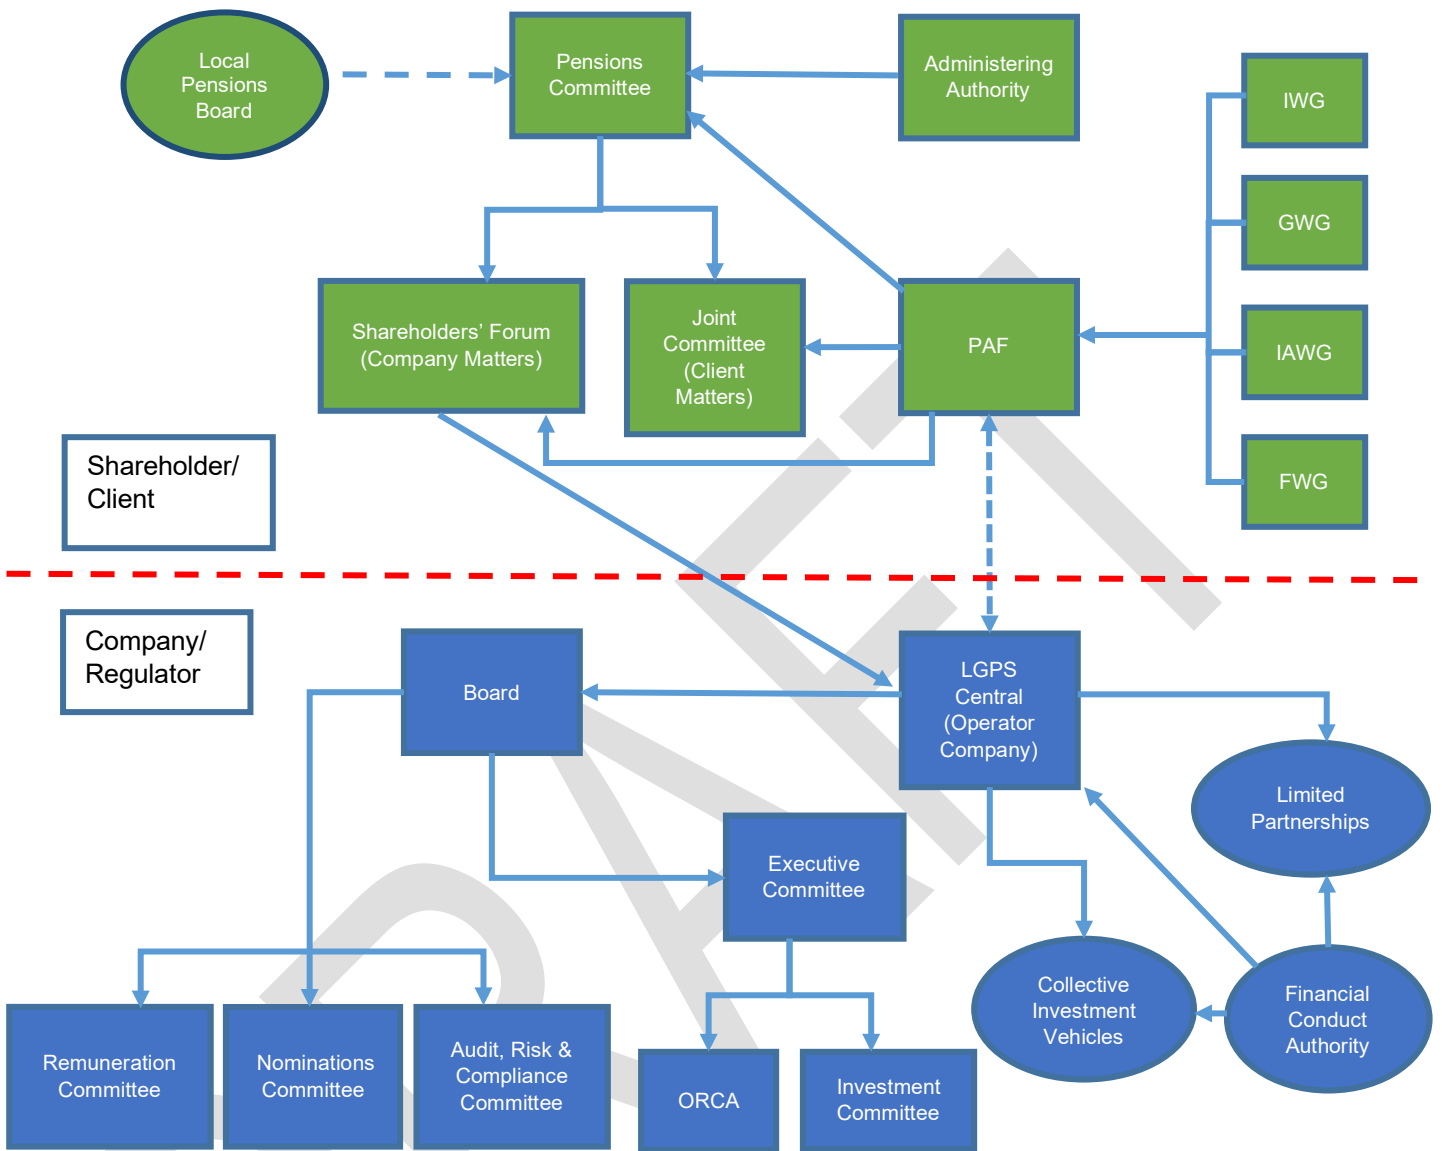 Local
Pensions
Board
Pensions
Committee
Administering
Authority
IWG
GWG
IAWG
FWG
Shareholders’ Forum
(Company Matters)
Joint
Committee
(Client
Matters)
PAF
Shareholder/
Client
Company/
Regulator
Board
LGPS
Central
(Operator
Company)
Limited
Partnerships
Executive
Committee
Collective
Investment
Vehicles
Financial
Conduct
Authority
Remuneration
Committee
Nominations
Committee
Audit, Risk &
Compliance
Committee
ORCA
Investment
Committee
DRAFT